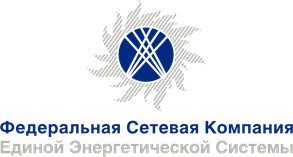 Федеральная Сетевая Компания
Единой Энергетической Системы